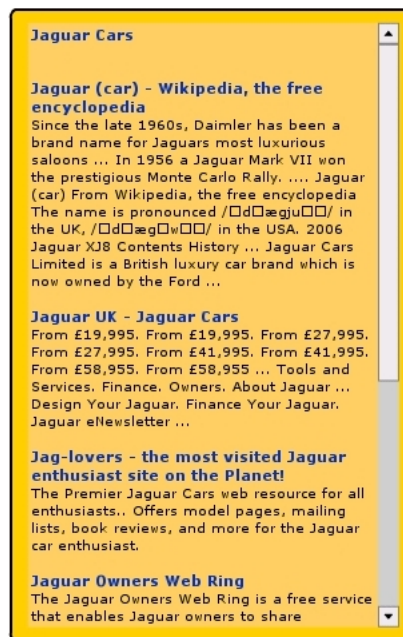 Jaguar Cars
Jaguar (car) - Wikipedia, the free
encyclopedia
Since the late 1960s, Daimler has been a
brand name for Jaguars most luxurious
saloons ... In 1956 a Jaguar Mark VII won
the prestigious Monte Carlo Rally. .... Jaguar
(car) From Wikipedia, the free encyclopedia
The name is pronounced /□d□ægju□□/ in
the UK, /□d□æg□w□□/ in the USA. 2006
Jaguar XJ8 Contents History ... Jaguar Cars
Limited is a British luxury car brand which is
now owned by the Ford ...
Jaguar UK - Jaguar Cars
From £19,995. From £19,995. From £27,995.
From £27,995. From £41,995. From £41,995.
From £58,955. From £58,955 ... Tools and
Services. Finance. Owners. About Jaguar ...
Design Your Jaguar. Finance Your Jaguar.
Jaguar eNewsletter ...
Jag-lovers - the most visited Jaguar
enthusiast site on the Planet!
The Premier Jaguar Cars web resource for all
enthusiasts.. Offers model pages, mailing
lists, book reviews, and more for the Jaguar
car enthusiast.
Jaguar Owners Web Ring
The Jaguar Owners Web Ring is a free service
that enables Jaguar owners to share